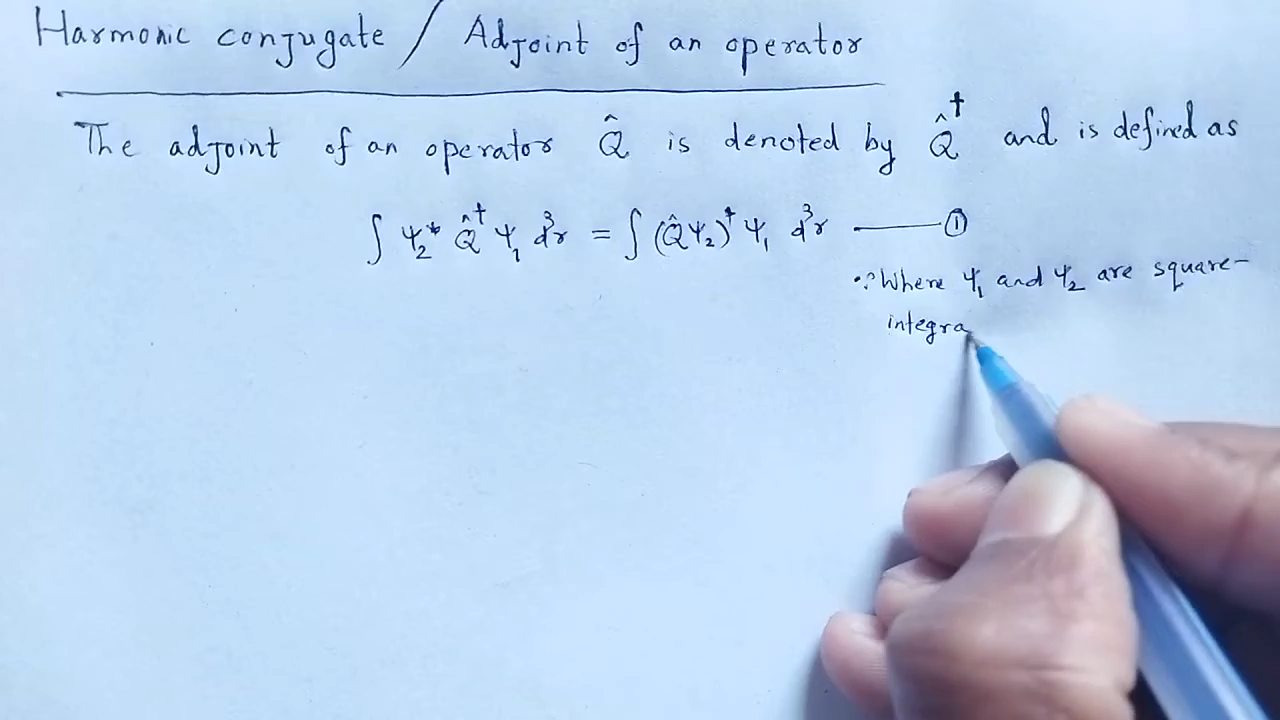 Harmonic conjugate / Adjoint of an operator
The adjoint of an operator Q̂ is denoted by Q̂† and is defined as
∫ Ψ₂* Q̂† Ψ₁ d³r = ∫ (Q̂Ψ₂)† Ψ₁ d³r —— ①
∵ Where Ψ₁ and Ψ₂ are square-
integra